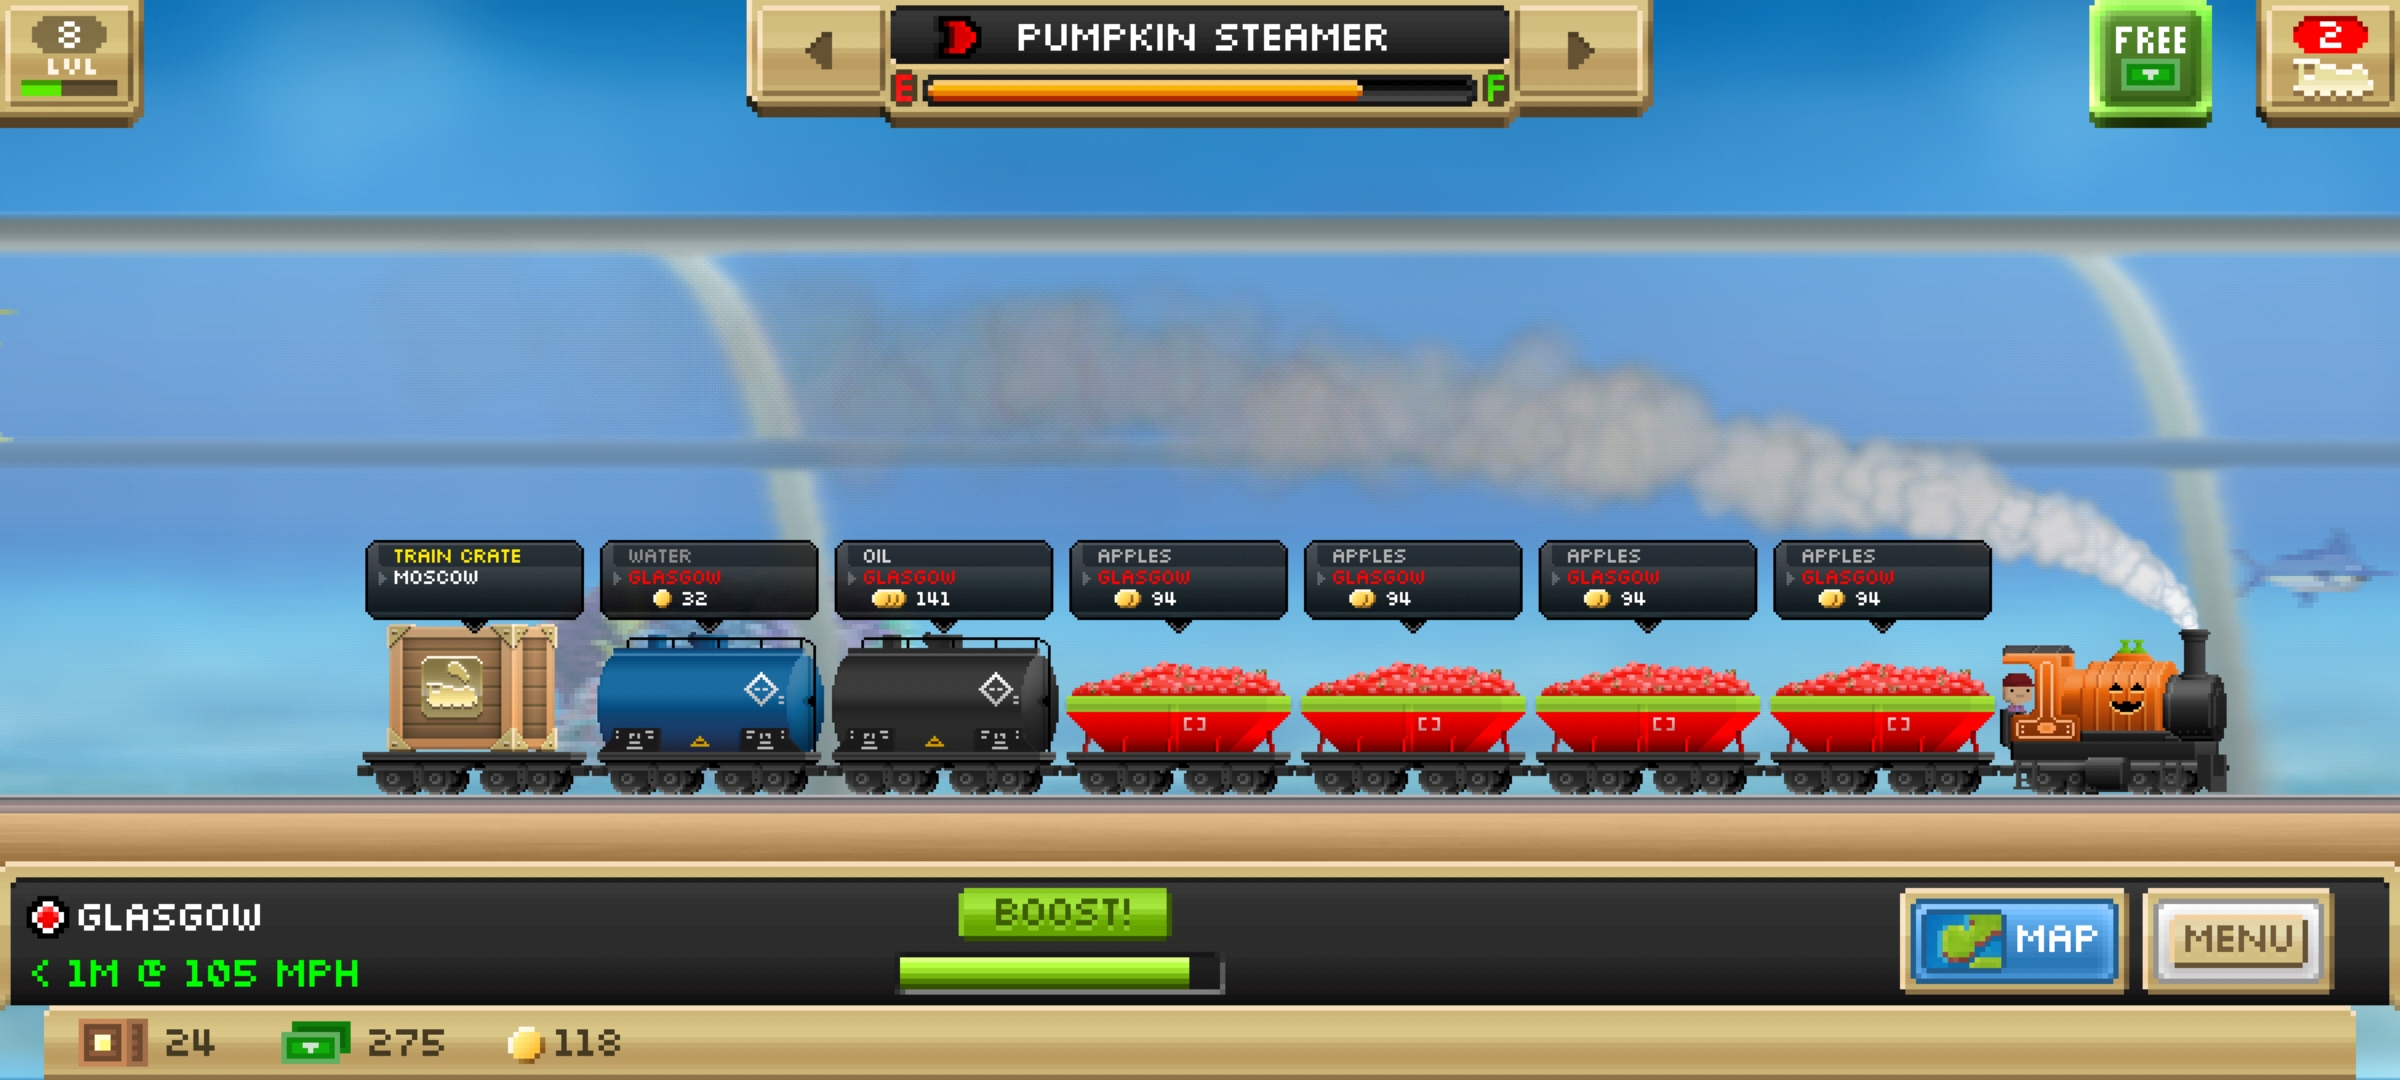 8
LVL
PUMPKIN STEAMER
E F
FREE
2
TRAIN CRATE
MOSCOW
WATER
GLASGOW
32
OIL
GLASGOW
141
APPLES
GLASGOW
94
APPLES
GLASGOW
94
APPLES
GLASGOW
94
APPLES
GLASGOW
94
GLASGOW
< 1M @ 105 MPH
BOOST!
MAP
MENU
24
275
118